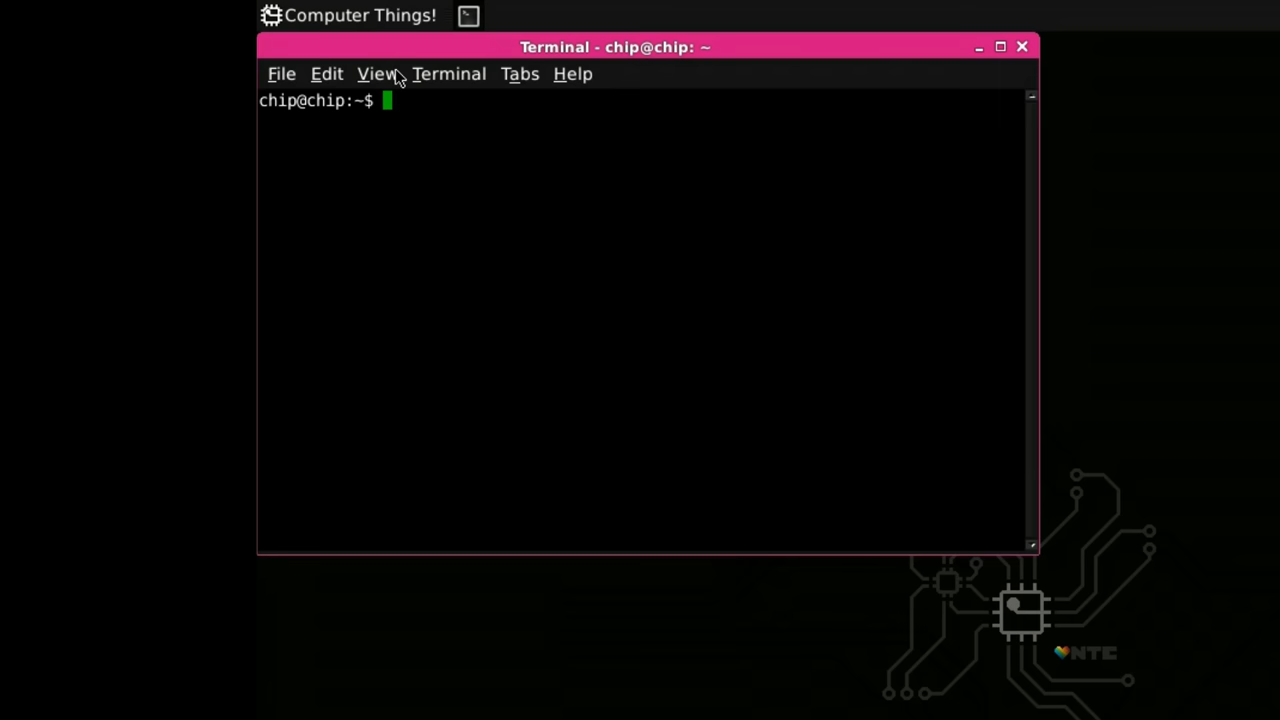 Computer Things!
Terminal - chip@chip: ~
File Edit View Terminal Tabs Help
chip@chip:~$
NTC